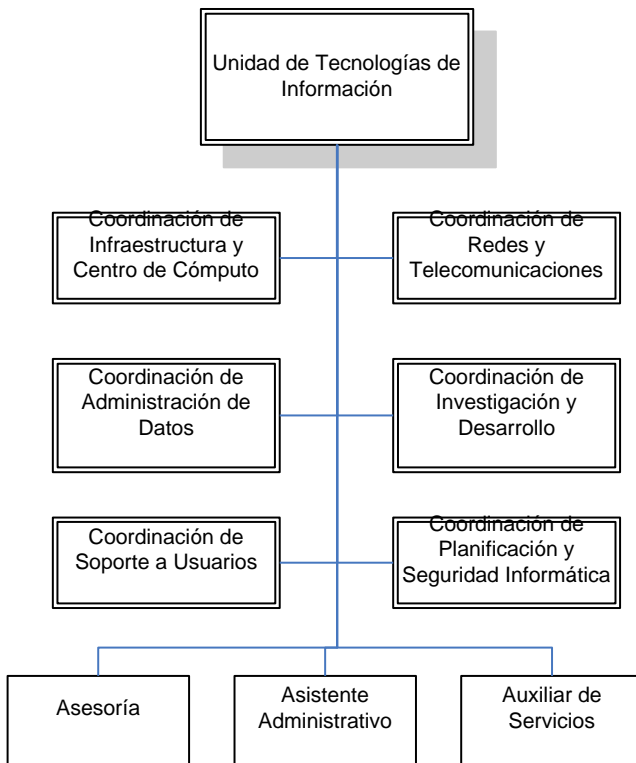 Unidad de Tecnologías de
Información
Coordinación de
Infraestructura y
Centro de Cómputo
Coordinación de
Redes y
Telecomunicaciones
Coordinación de
Administración de
Datos
Coordinación de
Investigación y
Desarrollo
Coordinación de
Soporte a Usuarios
Coordinación de
Planificación y
Seguridad Informática
Asesoría
Asistente
Administrativo
Auxiliar de
Servicios